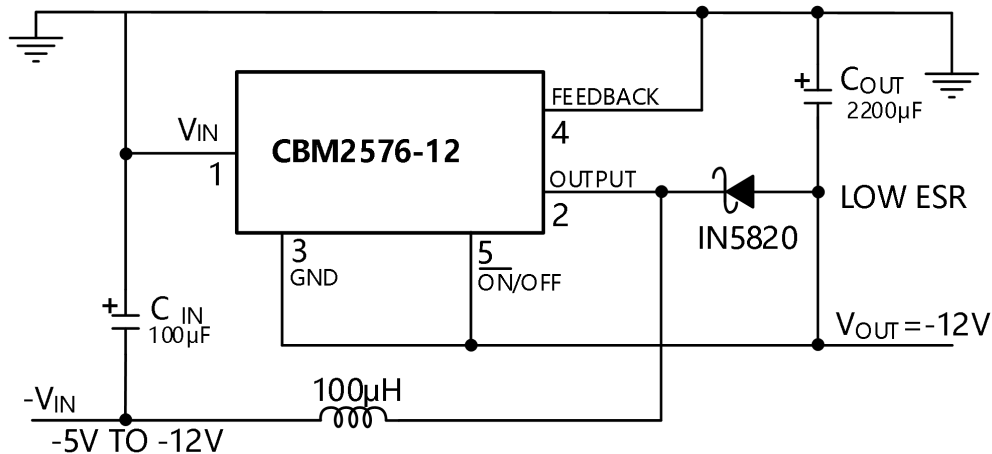 FEEDBACK
4
VIN
1
CBM2576-12
OUTPUT
2
+
COUT
2200µF
IN5820
LOW ESR
3
GND
5
ON/OFF
+
C IN
100µF
VOUT=-12V
100µH
-VIN
-5V TO -12V